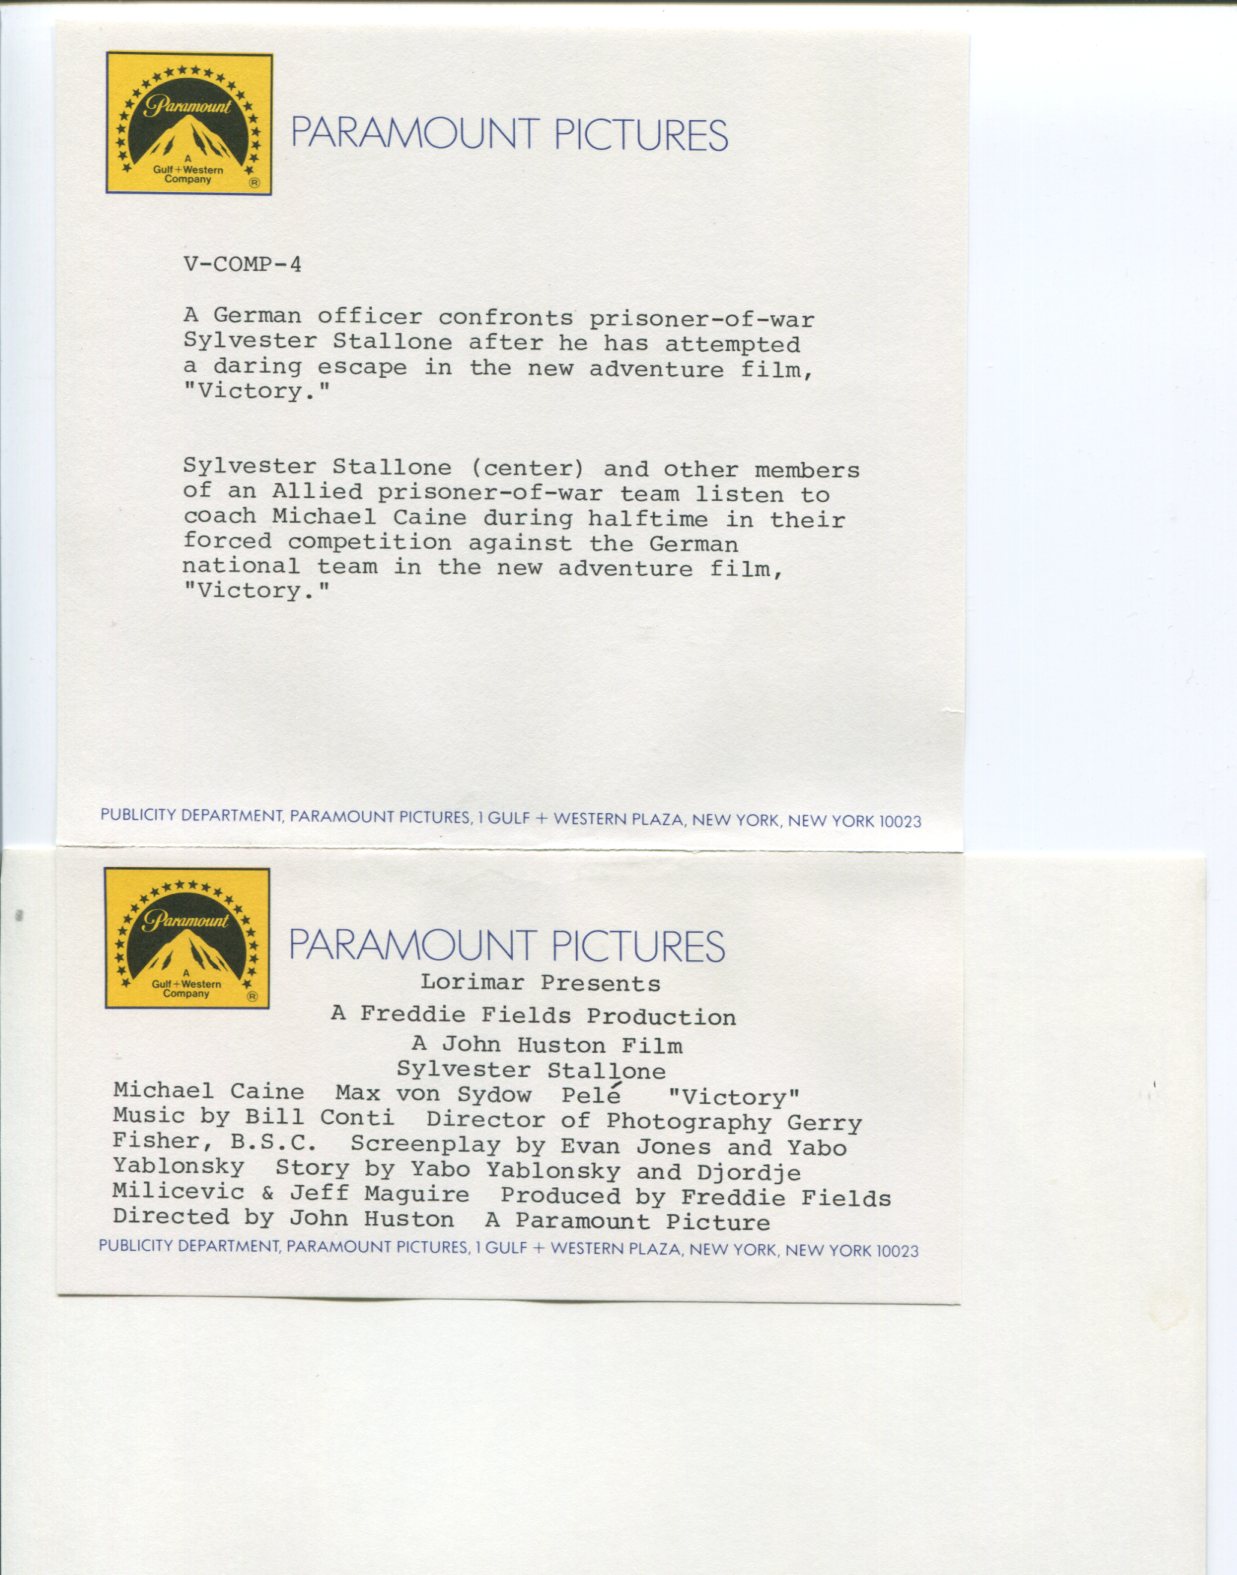 Paramount
A
Gulf+Western
Company
®
PARAMOUNT PICTURES
V-COMP-4
A German officer confronts prisoner-of-war
Sylvester Stallone after he has attempted
a daring escape in the new adventure film,
"Victory."
Sylvester Stallone (center) and other members
of an Allied prisoner-of-war team listen to
coach Michael Caine during halftime in their
forced competition against the German
national team in the new adventure film,
"Victory."
PUBLICITY DEPARTMENT, PARAMOUNT PICTURES, 1 GULF + WESTERN PLAZA, NEW YORK, NEW YORK 10023
Paramount
A
Gulf+Western
Company
®
PARAMOUNT PICTURES
Lorimar Presents
A Freddie Fields Production
A John Huston Film
Sylvester Stallone
Michael Caine Max von Sydow Pelé "Victory"
Music by Bill Conti Director of Photography Gerry
Fisher, B.S.C. Screenplay by Evan Jones and Yabo
Yablonsky Story by Yabo Yablonsky and Djordje
Milicevic & Jeff Maguire Produced by Freddie Fields
Directed by John Huston A Paramount Picture
PUBLICITY DEPARTMENT, PARAMOUNT PICTURES, 1 GULF + WESTERN PLAZA, NEW YORK, NEW YORK 10023